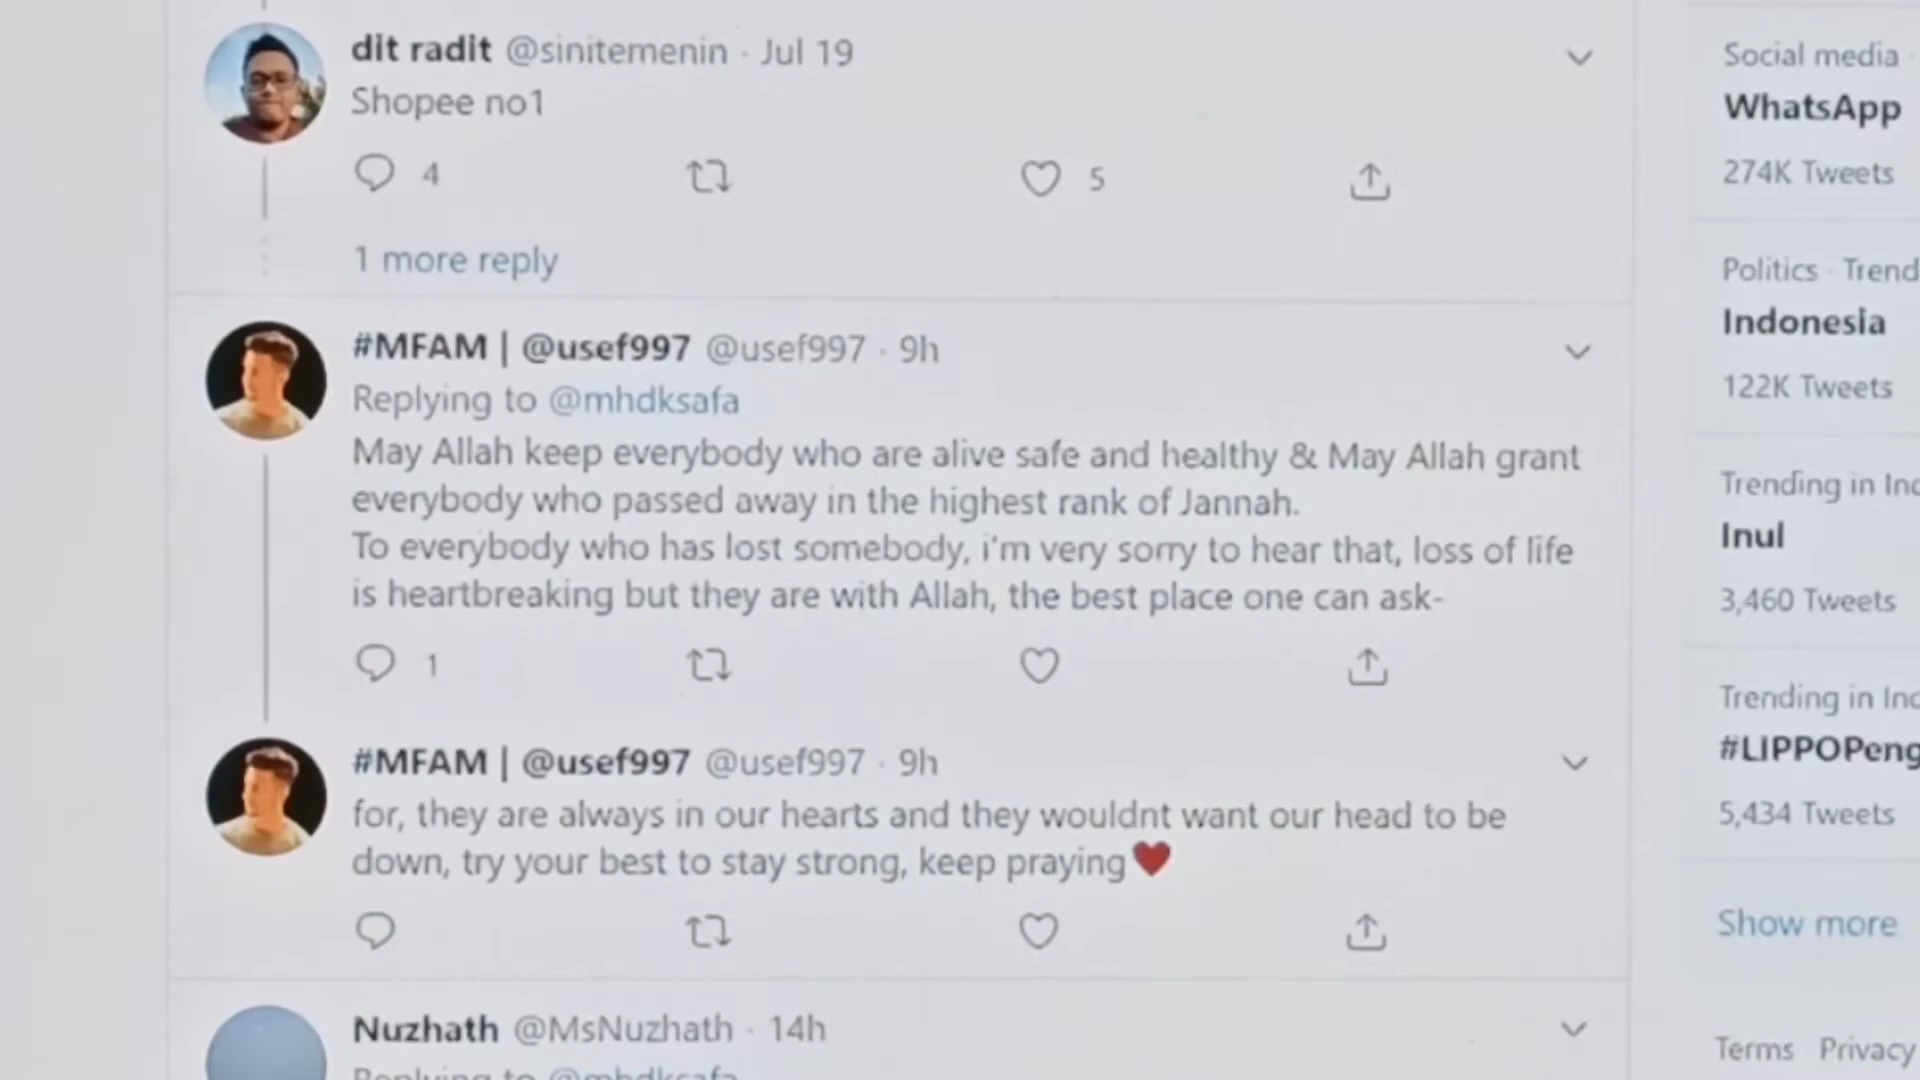 dit radit @sinitemenin · Jul 19
Shopee no1
4
5
1 more reply
#MFAM | @usef997 @usef997 · 9h
Replying to @mhdksafa
May Allah keep everybody who are alive safe and healthy & May Allah grant
everybody who passed away in the highest rank of Jannah.
To everybody who has lost somebody, i'm very sorry to hear that, loss of life
is heartbreaking but they are with Allah, the best place one can ask-
1
#MFAM | @usef997 @usef997 · 9h
for, they are always in our hearts and they wouldnt want our head to be
down, try your best to stay strong, keep praying❤
Nuzhath @MsNuzhath · 14h
Replying to @mhdksafa
Social media ·
WhatsApp
274K Tweets
Politics · Trend
Indonesia
122K Tweets
Trending in Ind
Inul
3,460 Tweets
Trending in Ind
#LIPPOPeng
5,434 Tweets
Show more
Terms Privacy